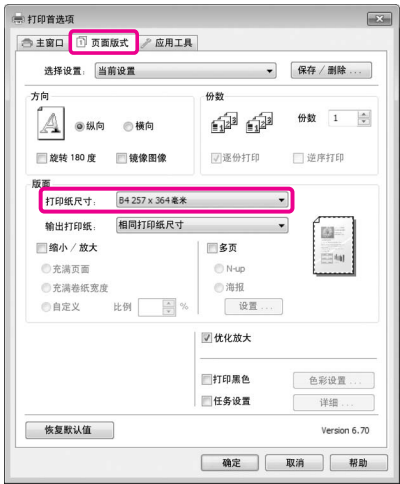 打印首选项
主窗口 页面版式 应用工具
选择设置: 当前设置 保存 / 删除 ...
方向
A 纵向 横向
旋转 180 度 镜像图像
份数
份数 1
逐份打印 逆序打印
版面
打印纸尺寸: B4 257 x 364 毫米
输出打印纸: 相同打印纸尺寸
缩小 / 放大
充满页面
充满卷纸宽度
自定义 比例 %
多页
N-up
海报
设置 ...
优化放大
打印黑色 色彩设置 ...
任务设置 详细 ...
恢复默认值 Version 6.70
确定 取消 帮助